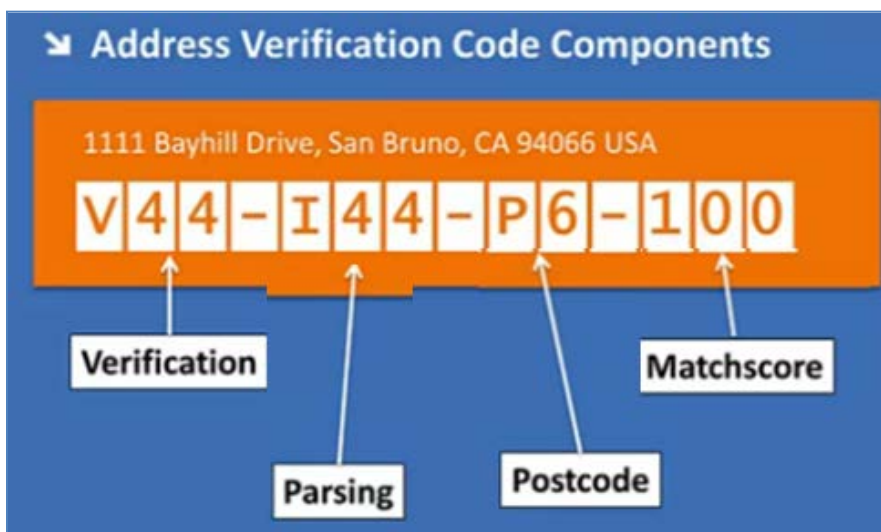 Address Verification Code Components
1111 Bayhill Drive, San Bruno, CA 94066 USA
V44-I44-P6-100
Verification
Matchscore
Parsing
Postcode